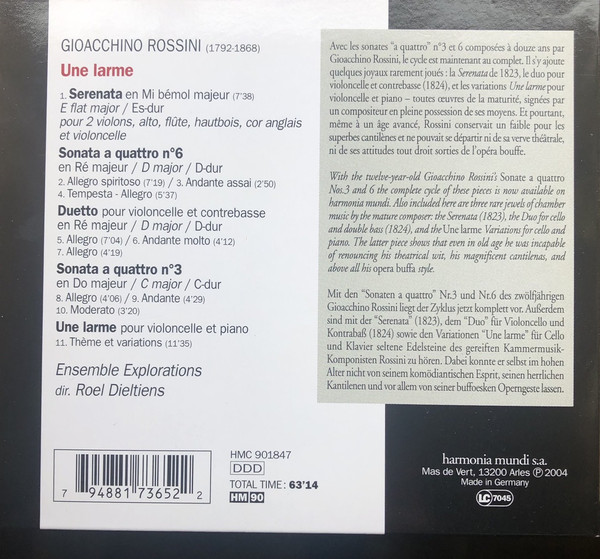 GIOACCHINO ROSSINI (1792-1868)
Une larme
1. Serenata en Mi bémol majeur (7'38)
E flat major / Es-dur
pour 2 violons, alto, flûte, hautbois, cor anglais
et violoncelle
Sonata a quattro n°6
en Ré majeur / D major / D-dur
2. Allegro spiritoso (7'19) / 3. Andante assai (2'50)
4. Tempesta - Allegro (5'37)
Duetto pour violoncelle et contrebasse
en Ré majeur / D major / D-dur
5. Allegro (7'04) / 6. Andante molto (4'12)
7. Allegro (4'19)
Sonata a quattro n°3
en Do majeur / C major / C-dur
8. Allegro (4'06) / 9. Andante (4'29)
10. Moderato (3'20)
Une larme pour violoncelle et piano
11. Thème et variations (11'35)
Ensemble Explorations
dir. Roel Dieltiens
7 94881 73652 2
HMC 901847
DDD
TOTAL TIME: 63'14
HM 90
Avec les sonates "a quattro" n°3 et 6 composées à douze ans par
Gioacchino Rossini, le cycle est maintenant au complet. Il s'y ajoute
quelques joyaux rarement joués : la Serenata de 1823, le duo pour
violoncelle et contrebasse (1824), et les variations Une larme pour
violoncelle et piano – toutes œuvres de la maturité, signées par
un compositeur en pleine possession de ses moyens. Et pourtant,
même à un âge avancé, Rossini conservait un faible pour les
superbes cantilènes et ne pouvait se départir ni de sa verve théâtrale,
ni de ses attitudes tout droit sorties de l'opéra bouffe.
With the twelve-year-old Gioacchino Rossini's Sonate a quattro
Nos.3 and 6 the complete cycle of these pieces is now available on
harmonia mundi. Also included here are three rare jewels of chamber
music by the mature composer: the Serenata (1823), the Duo for cello
and double bass (1824), and the Une larme Variations for cello and
piano. The latter piece shows that even in old age he was incapable
of renouncing his theatrical wit, his magnificent cantilenas, and
above all his opera buffa style.
Mit den "Sonaten a quattro" Nr.3 und Nr.6 des zwölfjährigen
Gioachino Rossini liegt der Zyklus jetzt komplett vor. Außerdem
sind mit der "Serenata" (1823), dem "Duo" für Violoncello und
Kontrabaß (1824) sowie den Variationen "Une larme" für Cello
und Klavier seltene Edelsteine des gereiften Kammermusik-
Komponisten Rossini zu hören. Dabei konnte er selbst im hohen
Alter nicht von seinem komödiantischen Esprit, seinen herrlichen
Kantilenen und vor allem von seiner buffoesken Operngeste lassen.
harmonia mundi s.a.
Mas de Vert, 13200 Arles ℗ 2004
Made in Germany
LC 7045